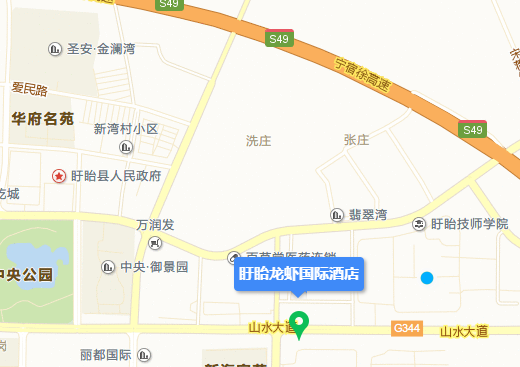 S49
S49
圣安·金澜湾
宁宿徐高速
爱民路
华府名苑
新湾村小区
S49
洗庄
张庄
盱眙县人民政府
乾城
翡翠湾
万润发
盱眙技师学院
中央·御景园
中央公园
盱眙龙虾国际酒店
山水大道
G344
山水大道
岗
丽都国际